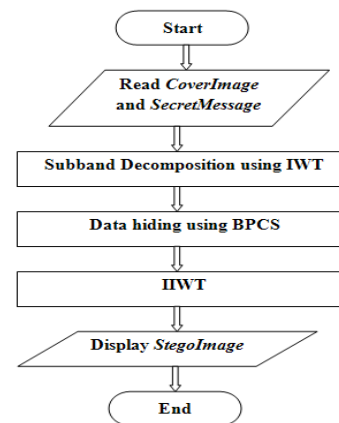 Start
Read CoverImage
and SecretMessage
Subband Decomposition using IWT
Data hiding using BPCS
IIWT
Display StegoImage
End